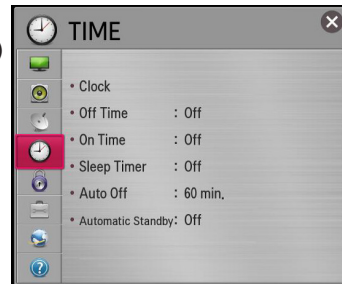 TIME
• Clock
• Off Time : Off
• On Time : Off
• Sleep Timer : Off
• Auto Off : 60 min.
• Automatic Standby: Off